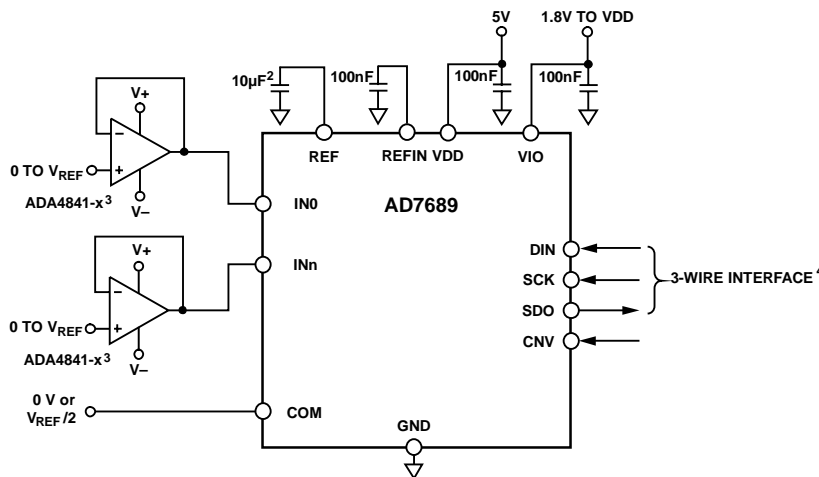 5V
1.8V TO VDD
10µF²
100nF
100nF
100nF
V+
–
+
0 TO VREF
ADA4841-x³
V–
REF
REFIN
VDD
VIO
IN0
AD7689
V+
–
+
0 TO VREF
ADA4841-x³
V–
INn
DIN
SCK
SDO
CNV
3-WIRE INTERFACE⁴
0 V or
VREF/2
COM
GND